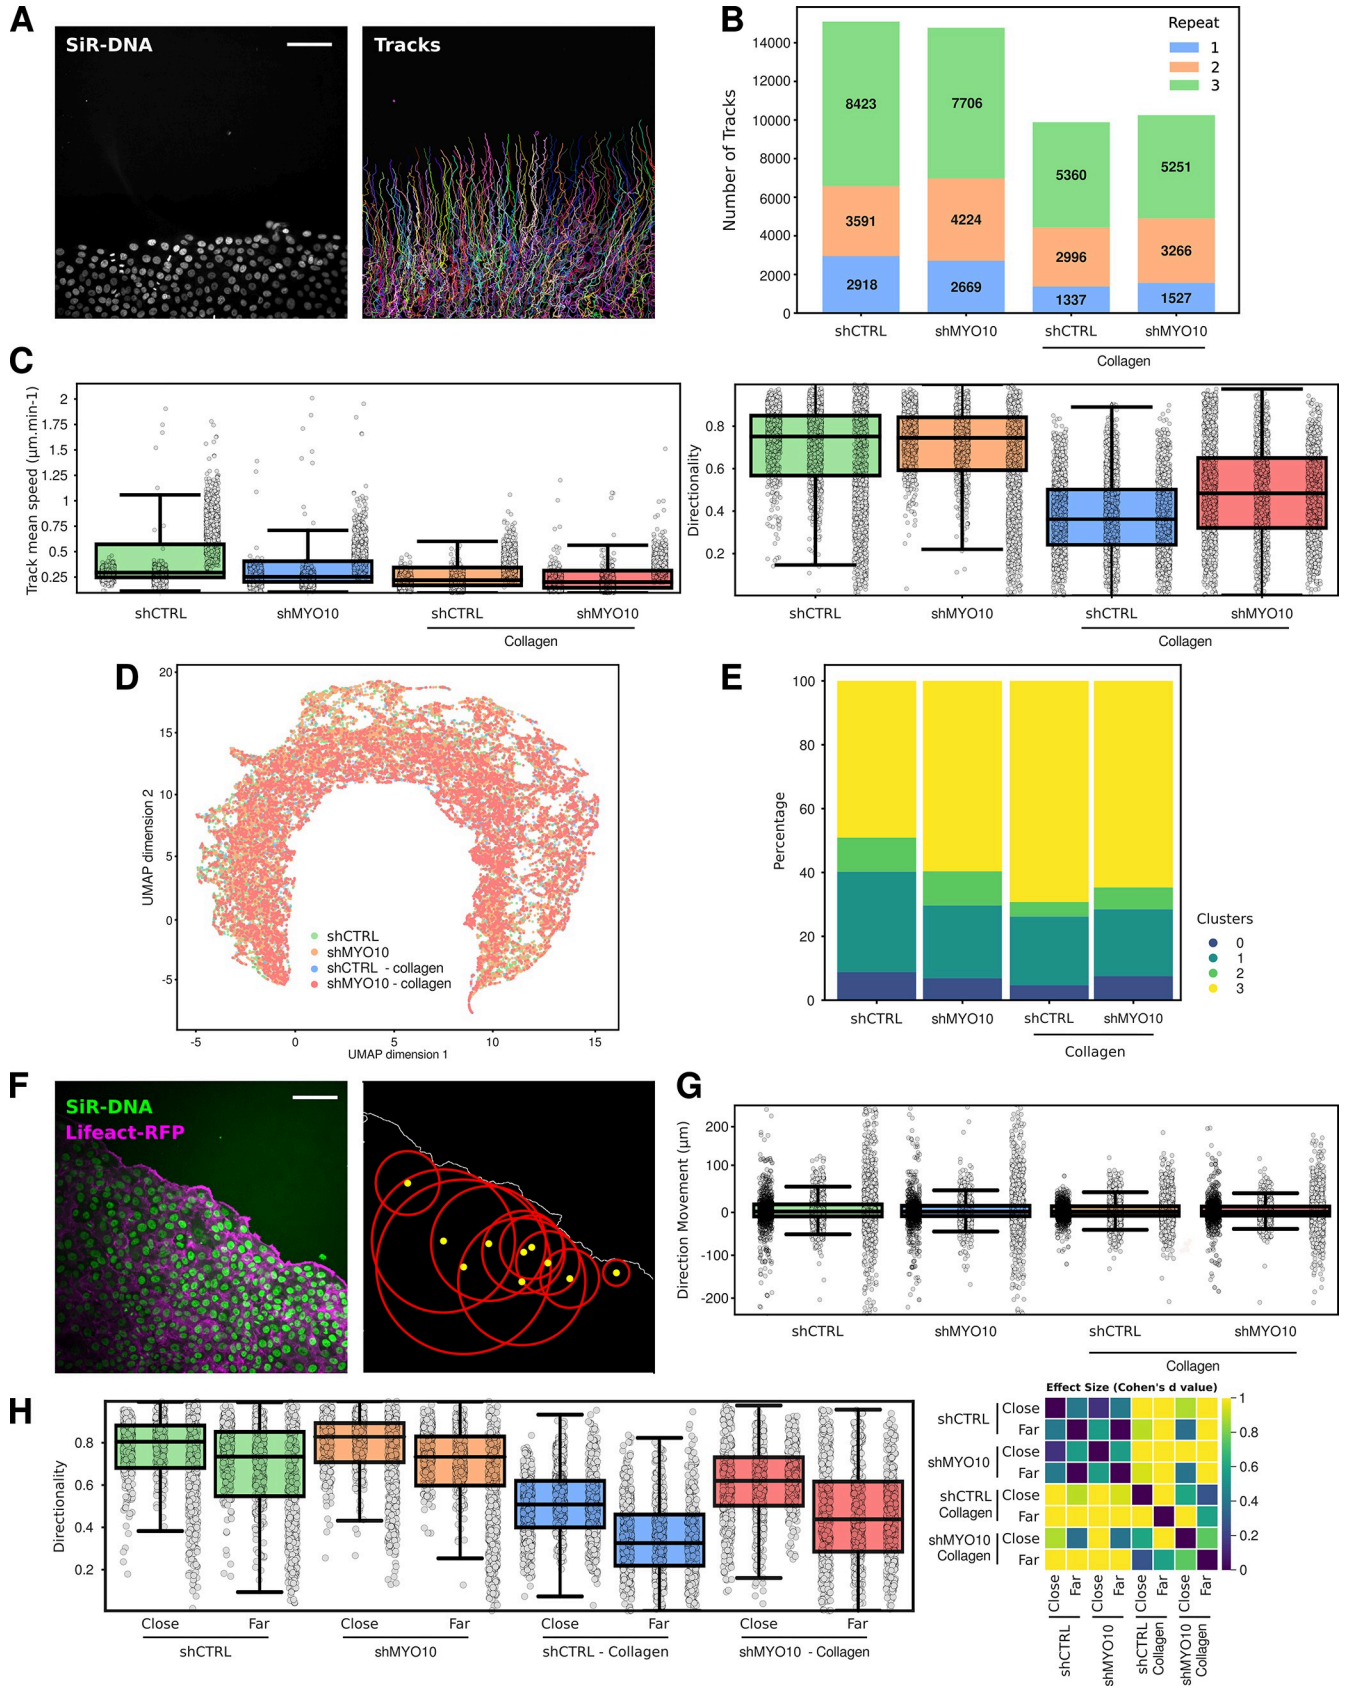 A
SiR-DNA
Tracks
B
Number of Tracks
14000
12000
10000
8000
6000
4000
2000
0
Repeat
1
2
3
8423
3591
2918
7706
4224
2669
5360
2996
1337
5251
3266
1527
shCTRL
shMYO10
shCTRL
shMYO10
Collagen
C
Track mean speed (μm.min-1)
2
1.75
1.5
1.25
1
0.75
0.5
0.25
shCTRL
shMYO10
shCTRL
shMYO10
Collagen
Directionality
0.8
0.6
0.4
0.2
shCTRL
shMYO10
shCTRL
shMYO10
Collagen
D
UMAP dimension 2
20
15
10
5
0
-5
shCTRL
shMYO10
shCTRL - collagen
shMYO10 - collagen
-5
0
5
10
15
UMAP dimension 1
E
Percentage
100
80
60
40
20
0
shCTRL
shMYO10
shCTRL
shMYO10
Collagen
Clusters
0
1
2
3
F
SiR-DNA
Lifeact-RFP
G
Direction Movement (μm)
200
100
0
-100
-200
shCTRL
shMYO10
shCTRL
shMYO10
Collagen
H
Directionality
0.8
0.6
0.4
0.2
Close
Far
Close
Far
Close
Far
Close
Far
shCTRL
shMYO10
shCTRL - Collagen
shMYO10 - Collagen
Effect Size (Cohen's d value)
shCTRL
Close
Far
shMYO10
Close
Far
shCTRL
Collagen
Close
Far
shMYO10
Collagen
Close
Far
1
0.8
0.6
0.4
0.2
0
Close
Far
Close
Far
Close
Far
Close
Far
shCTRL
shMYO10
shCTRL
Collagen
shMYO10
Collagen